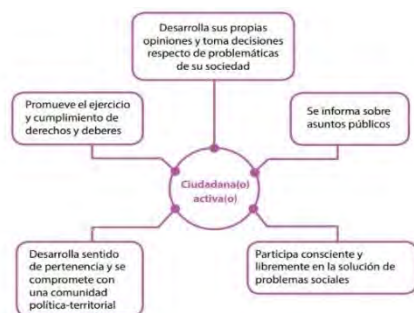 Desarrolla sus propias
opiniones y toma decisiones
respecto de problemáticas
de su sociedad
Promueve el ejercicio
y cumplimiento de
derechos y deberes
Se informa sobre
asuntos públicos
Ciudadana(o)
activa(o)
Desarrolla sentido
de pertenencia y se
compromete con
una comunidad
política-territorial
Participa consciente y
libremente en la solución de
problemas sociales